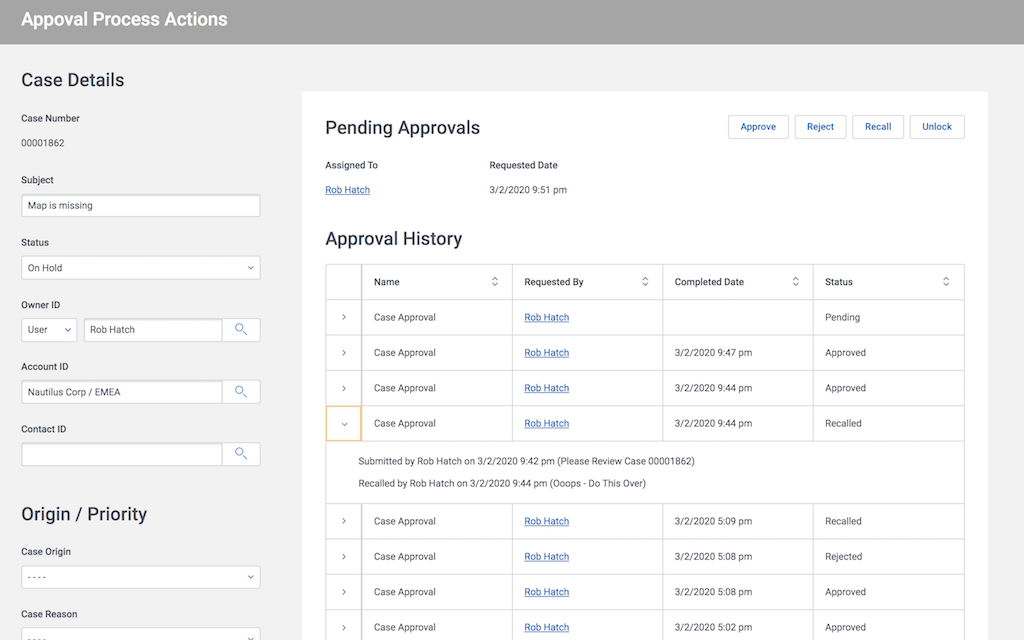 Appoval Process Actions
Case Details
Case Number
00001862
Subject
Map is missing
Status
On Hold
Owner ID
User Rob Hatch
Account ID
Nautilus Corp / EMEA
Contact ID
Origin / Priority
Case Origin
----
Case Reason
----
Pending Approvals
Approve Reject Recall Unlock
Assigned To Requested Date
Rob Hatch 3/2/2020 9:51 pm
Approval History
Name Requested By Completed Date Status
Case Approval Rob Hatch Pending
Case Approval Rob Hatch 3/2/2020 9:47 pm Approved
Case Approval Rob Hatch 3/2/2020 9:44 pm Approved
Case Approval Rob Hatch 3/2/2020 9:44 pm Recalled
Submitted by Rob Hatch on 3/2/2020 9:42 pm (Please Review Case 00001862)
Recalled by Rob Hatch on 3/2/2020 9:44 pm (Ooops - Do This Over)
Case Approval Rob Hatch 3/2/2020 5:09 pm Recalled
Case Approval Rob Hatch 3/2/2020 5:08 pm Rejected
Case Approval Rob Hatch 3/2/2020 5:08 pm Approved
Case Approval Rob Hatch 3/2/2020 5:02 pm Approved